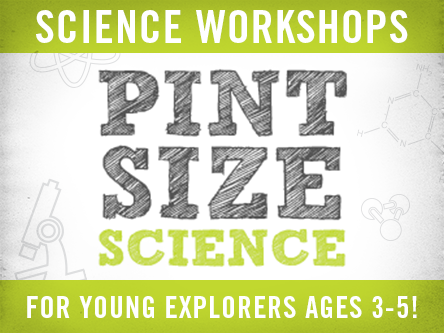 SCIENCE WORKSHOPS
PINT
SIZE
SCIENCE
FOR YOUNG EXPLORERS AGES 3-5!